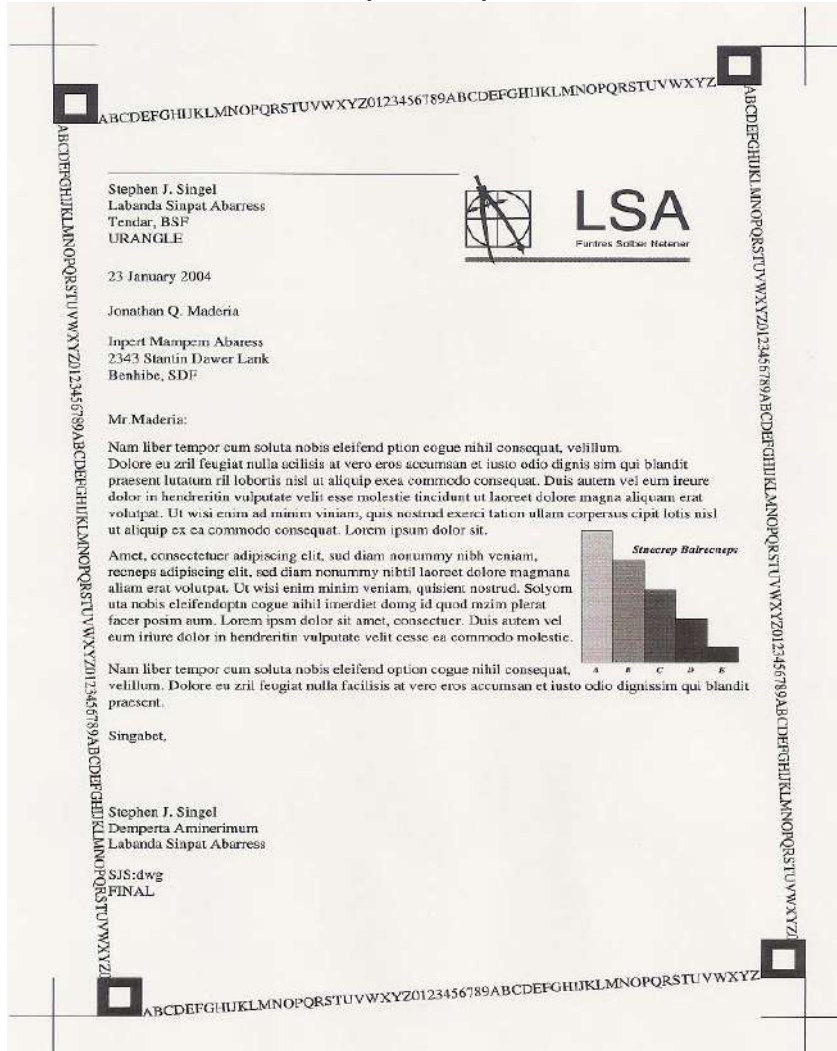 ABCDEFGHIJKLMNOPQRSTUVWXYZ0123456789ABCDEFGHIJKLMNOPQRSTUVWXYZ
ABCDEFGHIJKLMNOPQRSTUVWXYZ0123456789ABCDEFGHIJKLMNOPQRSTUVWXYZ0123456789ABCDEFGHIJKLMNOPQRSTUVWXYZ0
ABCDEFGHIJKLMNOPQRSTUVWXYZ0123456789ABCDEFGHIJKLMNOPQRSTUVWXYZ0123456789ABCDEFGHIJKLMNOPQRSTUVWXYZ
Stephen J. Singel
Labanda Sinpat Abarress
Tendar, BSF
URANGLE
LSA
Funtres Solber Netener
23 January 2004
Jonathan Q. Maderia
Inpert Mampem Abaress
2343 Stantin Dawer Lank
Benhibe, SDF
Mr.Maderia:
Nam liber tempor cum soluta nobis eleifend ption cogue nihil consequat, velillum.
Dolore eu zril feugiat nulla acilisis at vero eros accumsan et iusto odio dignis sim qui blandit
praesent lutatum ril lobortis nisl ut aliquip exea commodo consequat. Duis autem vel eum ireure
dolor in hendreritin vulputate velit esse molestie tincidunt ut laoreet dolore magna aliquam erat
volutpat. Ut wisi enim ad minim viniam, quis nostrud exerci tation ullam corpersus cipit lotis nisl
ut aliquip ex ea commodo consequat. Lorem ipsum dolor sit.
Amet, consectetuer adipiscing elit, sud diam nonummy nibh veniam,
recneps adipiscing elit, sed diam nonummy nibtil laoreet dolore magmana
aliam erat volutpat. Ut wisi enim minim veniam, quisient nostrud. Solyom
uta nobis eleifendoptn cogue nihil imerdiet domg id quod mzim plerat
facer posim aum. Lorem ipsm dolor sit amet, consectuer. Duis autem vel
eum iriure dolor in hendreritin vulputate velit cesse ea commodo molestie.
Stnecrep Balrecneps
A B C D E
Nam liber tempor cum soluta nobis eleifend option cogue nihil consequat,
velillum. Dolore eu zril feugiat nulla facilisis at vero eros accumsan et iusto odio dignissim qui blandit
praesent.
Singabet,
Stephen J. Singel
Demperta Aminerimum
Labanda Sinpat Abarress
SJS:dwg
FINAL
ABCDEFGHIJKLMNOPQRSTUVWXYZ0123456789ABCDEFGHIJKLMNOPQRSTUVWXYZ